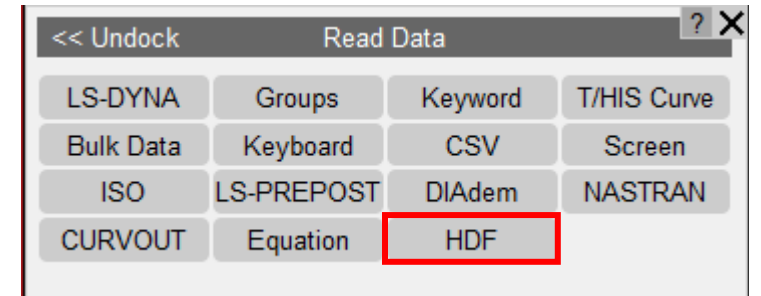 << Undock Read Data ? X
LS-DYNA Groups Keyword T/HIS Curve
Bulk Data Keyboard CSV Screen
ISO LS-PREPOST DIAdem NASTRAN
CURVOUT Equation HDF